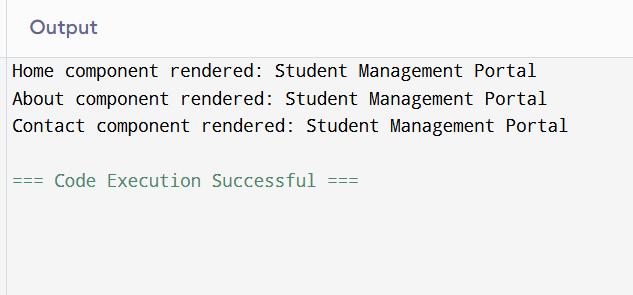 Output
Home component rendered: Student Management Portal
About component rendered: Student Management Portal
Contact component rendered: Student Management Portal
=== Code Execution Successful ===